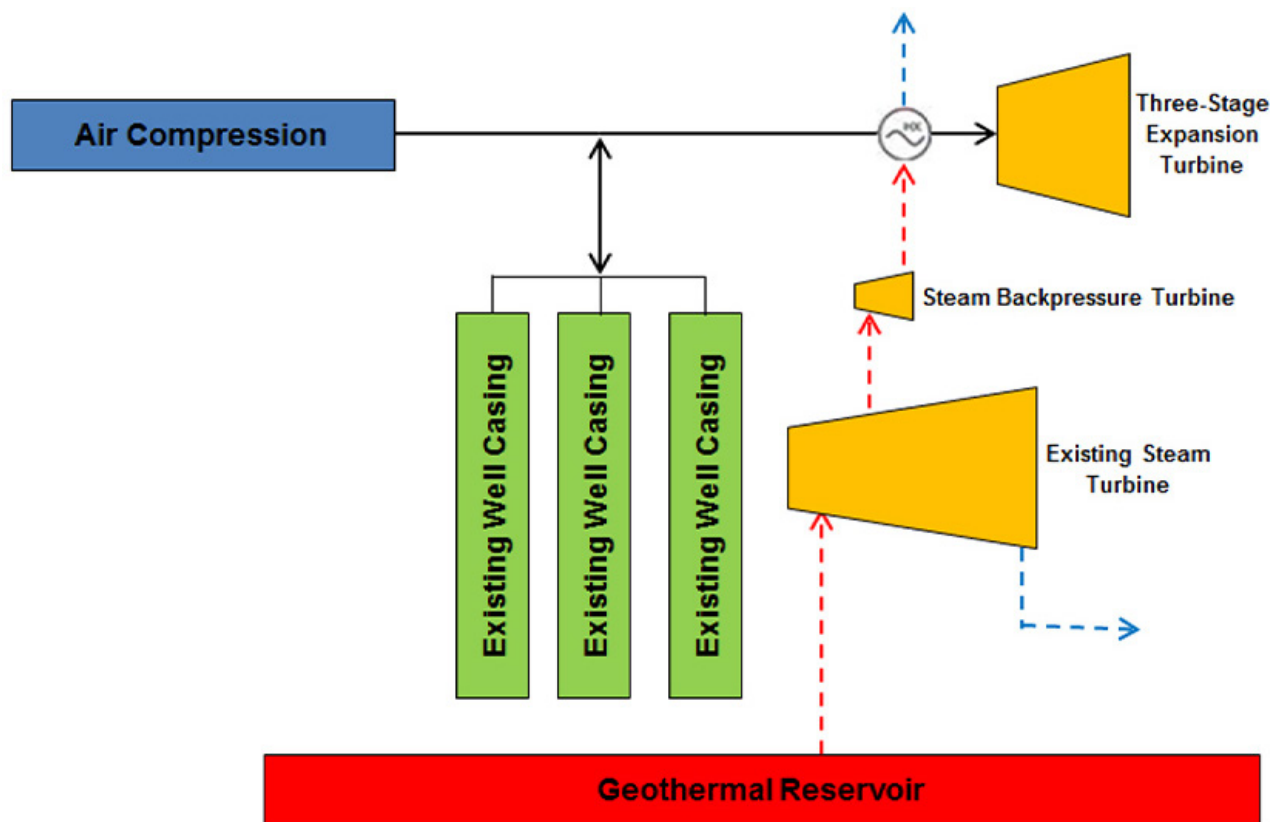 Air Compression
HX
Three-Stage
Expansion
Turbine
Steam Backpressure Turbine
Existing Well Casing
Existing Well Casing
Existing Well Casing
Existing Steam
Turbine
Geothermal Reservoir